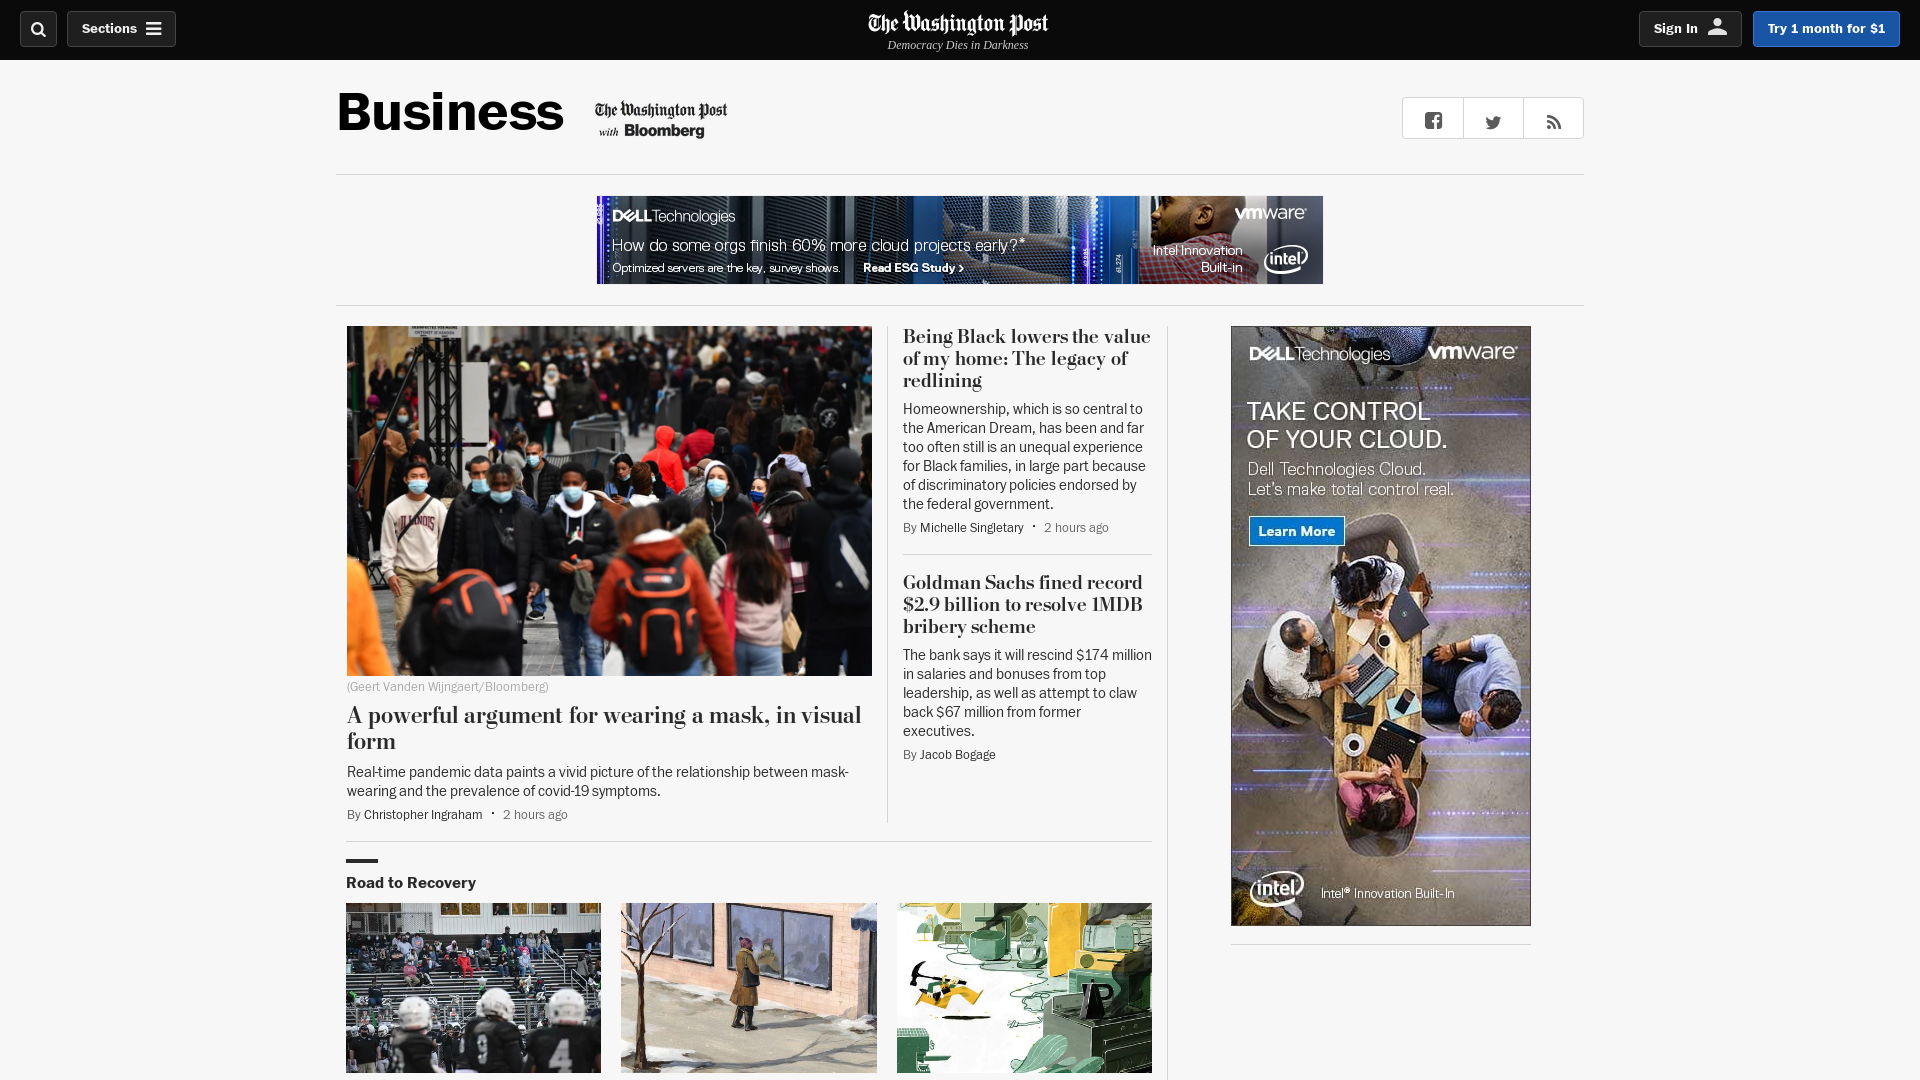 Sections
The Washington Post
Democracy Dies in Darkness
Sign In
Try 1 month for $1
Business
The Washington Post
with Bloomberg
DELLTechnologies
vmware®
How do some orgs finish 60% more cloud projects early?*
Optimized servers are the key, survey shows.
Read ESG Study ›
Intel Innovation
Built-in
intel
ILLINOIS
(Geert Vanden Wijngaert/Bloomberg)
A powerful argument for wearing a mask, in visual
form
Real-time pandemic data paints a vivid picture of the relationship between mask-
wearing and the prevalence of covid-19 symptoms.
By Christopher Ingraham • 2 hours ago
Being Black lowers the value
of my home: The legacy of
redlining
Homeownership, which is so central to
the American Dream, has been and far
too often still is an unequal experience
for Black families, in large part because
of discriminatory policies endorsed by
the federal government.
By Michelle Singletary • 2 hours ago
Goldman Sachs fined record
$2.9 billion to resolve 1MDB
bribery scheme
The bank says it will rescind $174 million
in salaries and bonuses from top
leadership, as well as attempt to claw
back $67 million from former
executives.
By Jacob Bogage
DELLTechnologies
vmware®
TAKE CONTROL
OF YOUR CLOUD.
Dell Technologies Cloud.
Let's make total control real.
Learn More
intel
Intel® Innovation Built-In
Road to Recovery
9
4